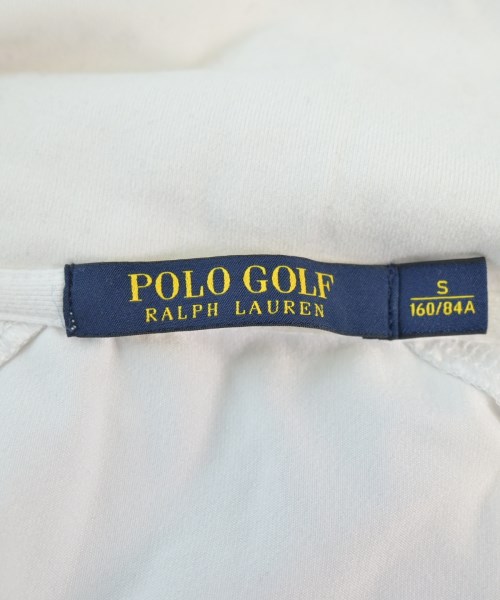 POLO GOLF
RALPH LAUREN
S
160/84A